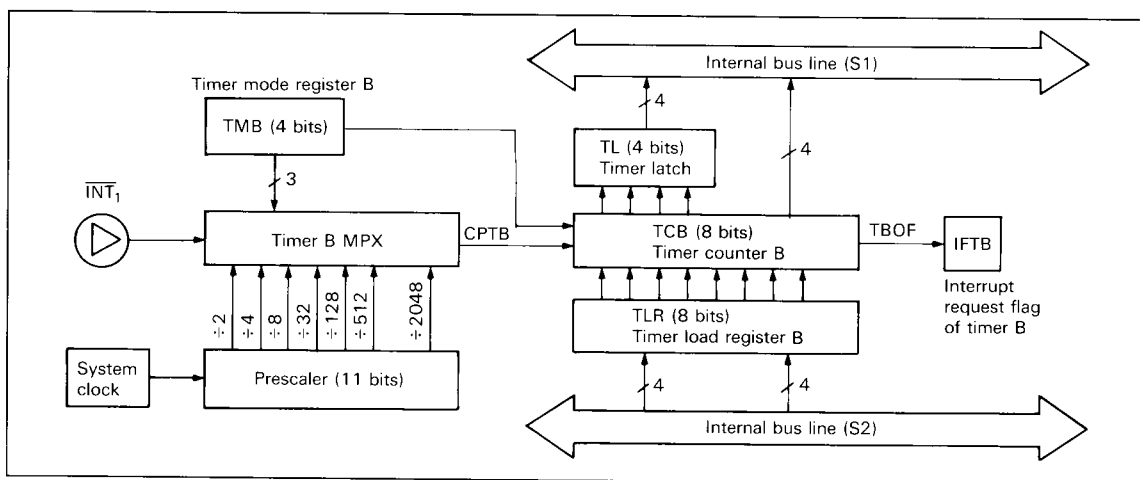 Internal bus line (S1)
Timer mode register B
TMB (4 bits)
4
TL (4 bits)
Timer latch
4
3
INT1
Timer B MPX
CPTB
TCB (8 bits)
Timer counter B
TBOF
IFTB
Interrupt
request flag
of timer B
÷2
÷4
÷8
÷32
÷128
÷512
÷2048
TLR (8 bits)
Timer load register B
System
clock
Prescaler (11 bits)
4
4
Internal bus line (S2)